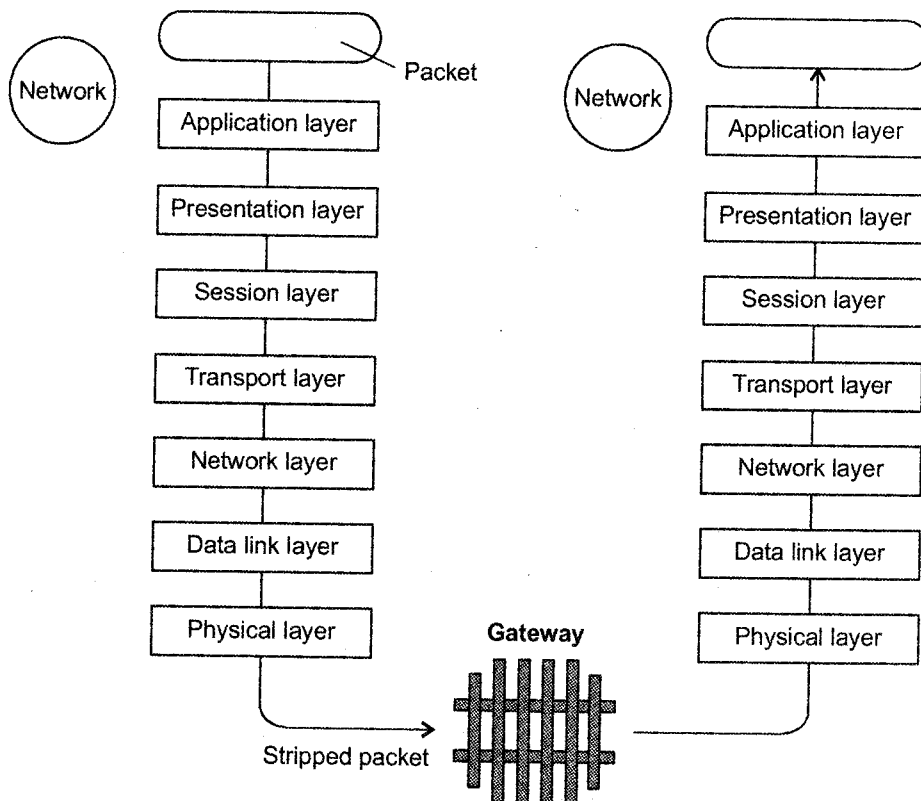 Network
Packet
Application layer
Presentation layer
Session layer
Transport layer
Network layer
Data link layer
Physical layer
Stripped packet
Gateway
Network
Application layer
Presentation layer
Session layer
Transport layer
Network layer
Data link layer
Physical layer